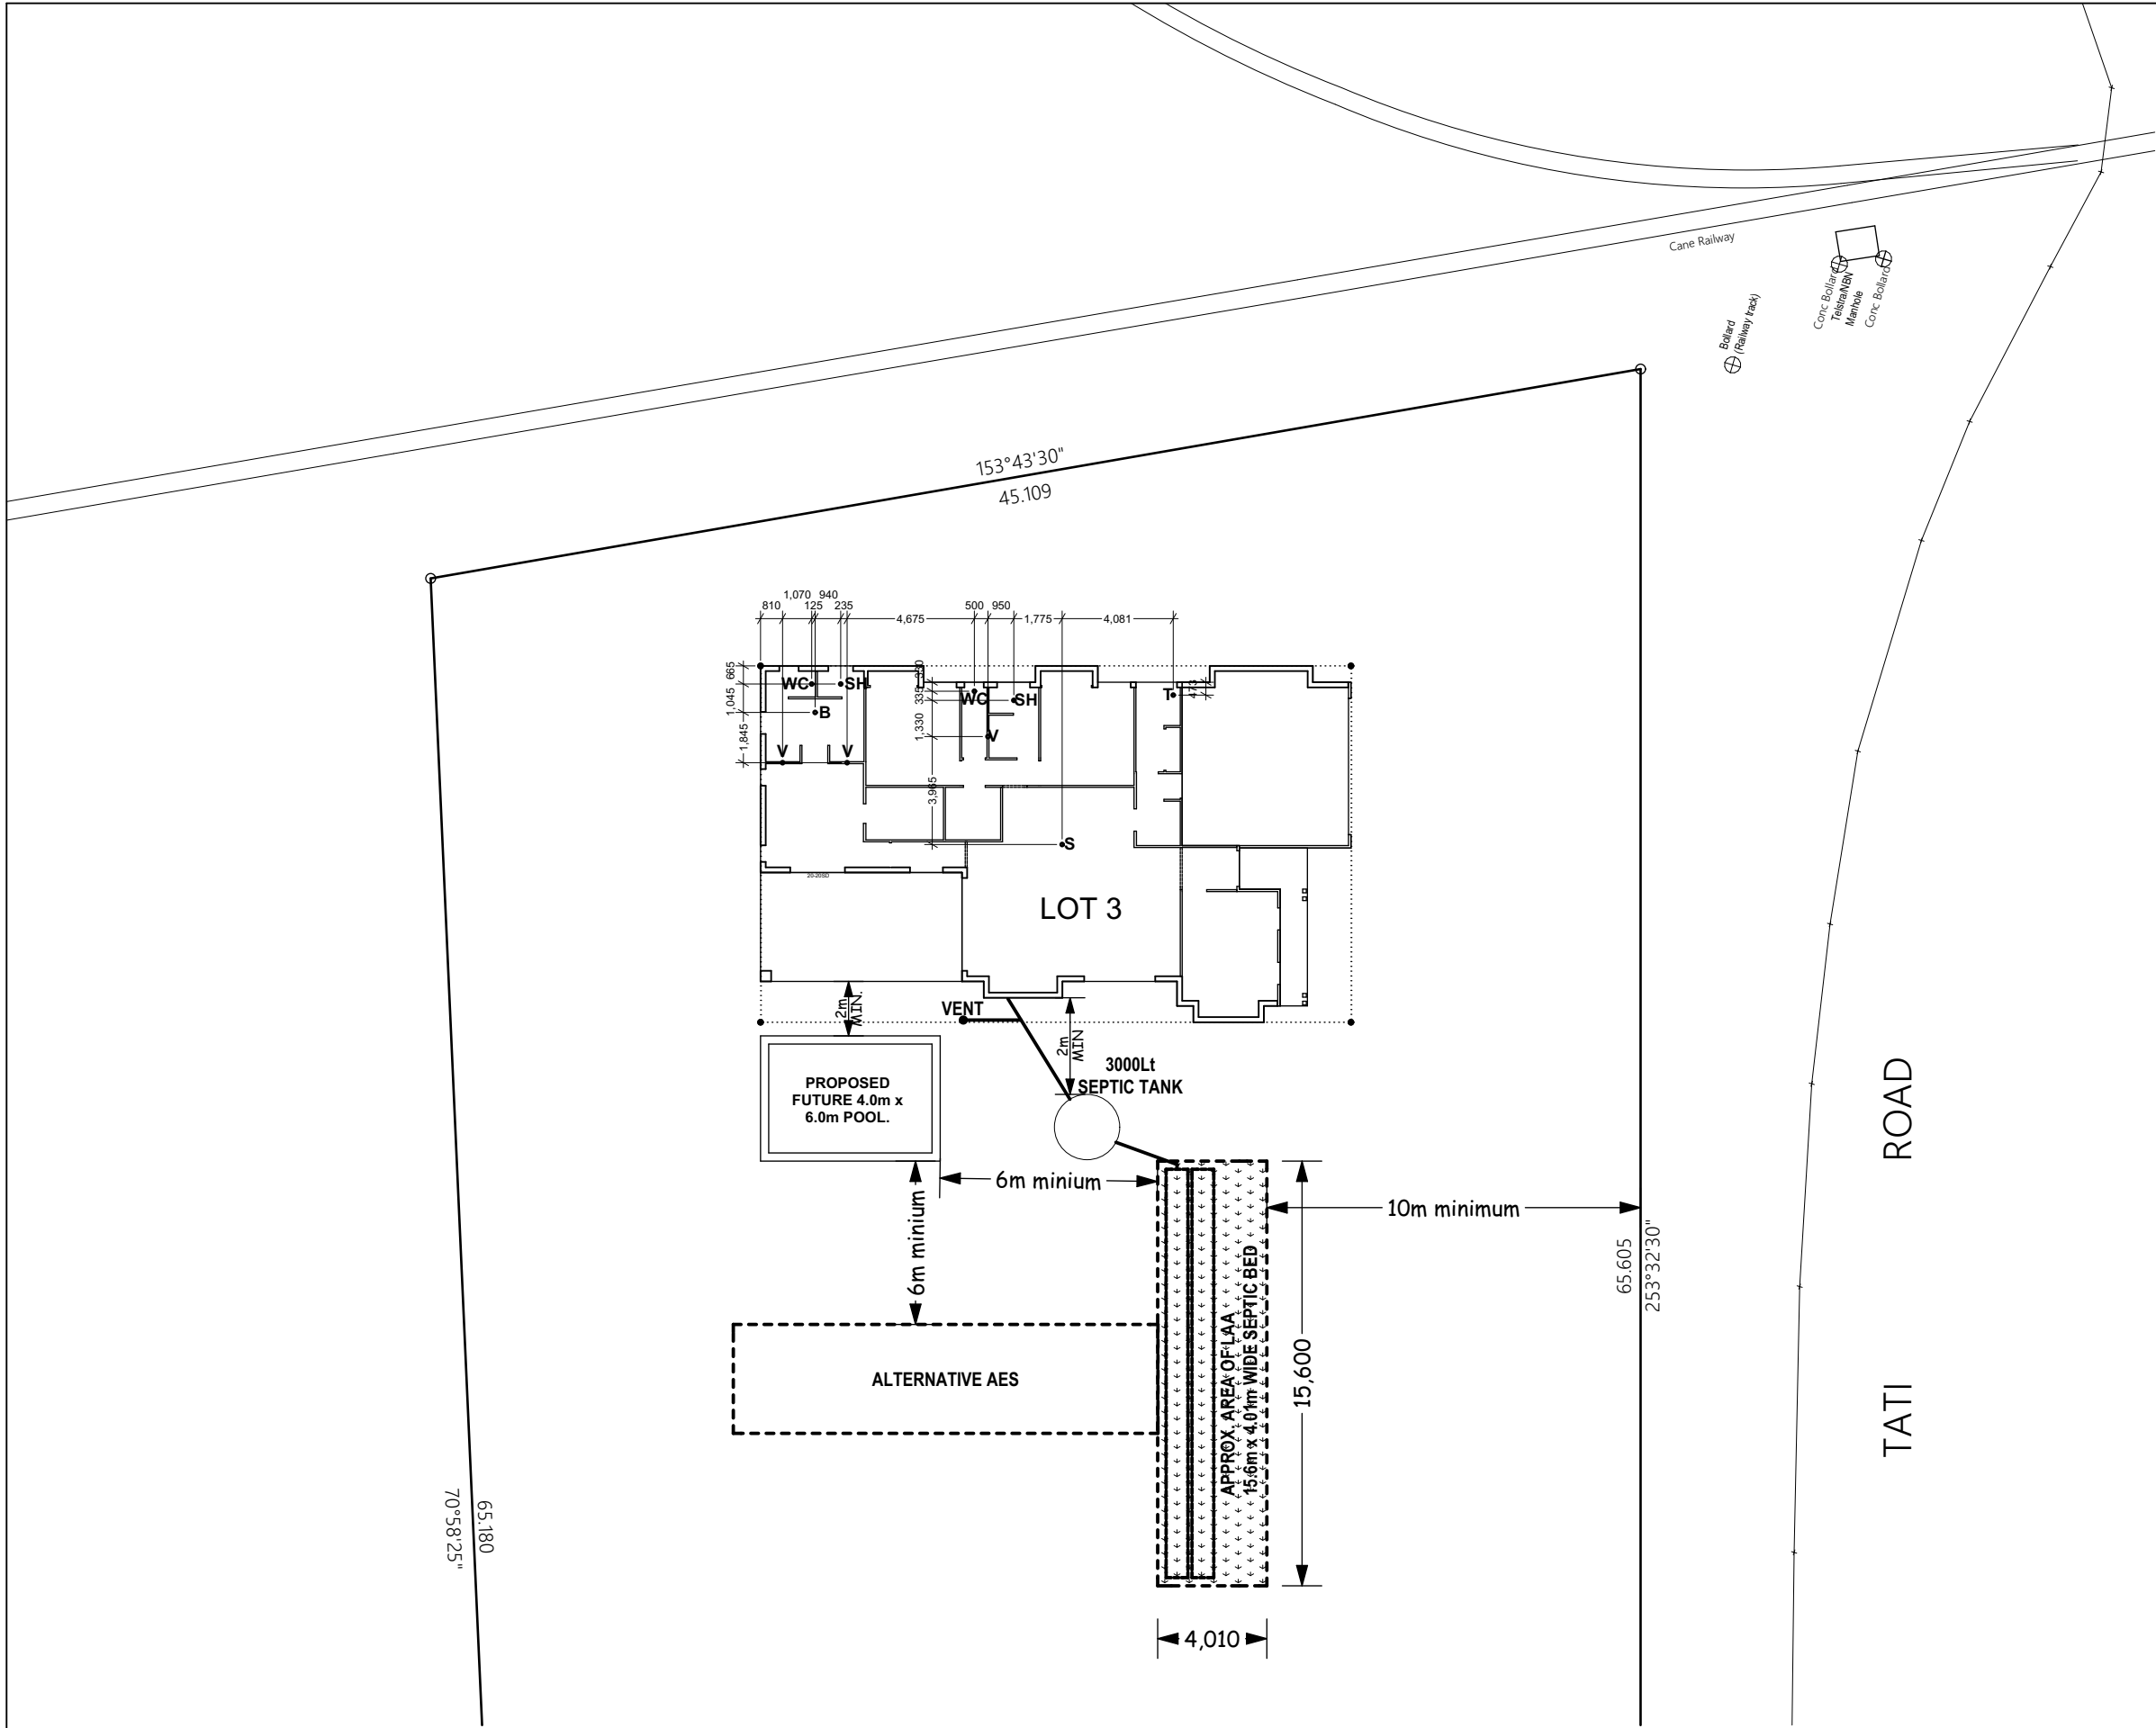 Cane Railway
Conc Bollard
Telstra/NBN
Manhole
Conc Bollard
Bollard
(Railway track)
153°43'30"
45.109
1,070 940
810 125 235 4,675 500 950 1,775 4,081
665
1,045
1,845
WC
SH
B
V
V
330
335
1,330
3,965
WC
SH
V
T
473
S
20-20SD
LOT 3
2m
MIN.
VENT
2m
MIN
3000Lt
SEPTIC TANK
PROPOSED
FUTURE 4.0m x
6.0m POOL.
6m minium
6m minium
10m minimum
65.605
253°32'30"
ROAD
TATI
ALTERNATIVE AES
APPROX. AREA OF LAA
15.6m x 4.01m WIDE SEPTIC BED
15,600
4,010
65.180
70°58'25"